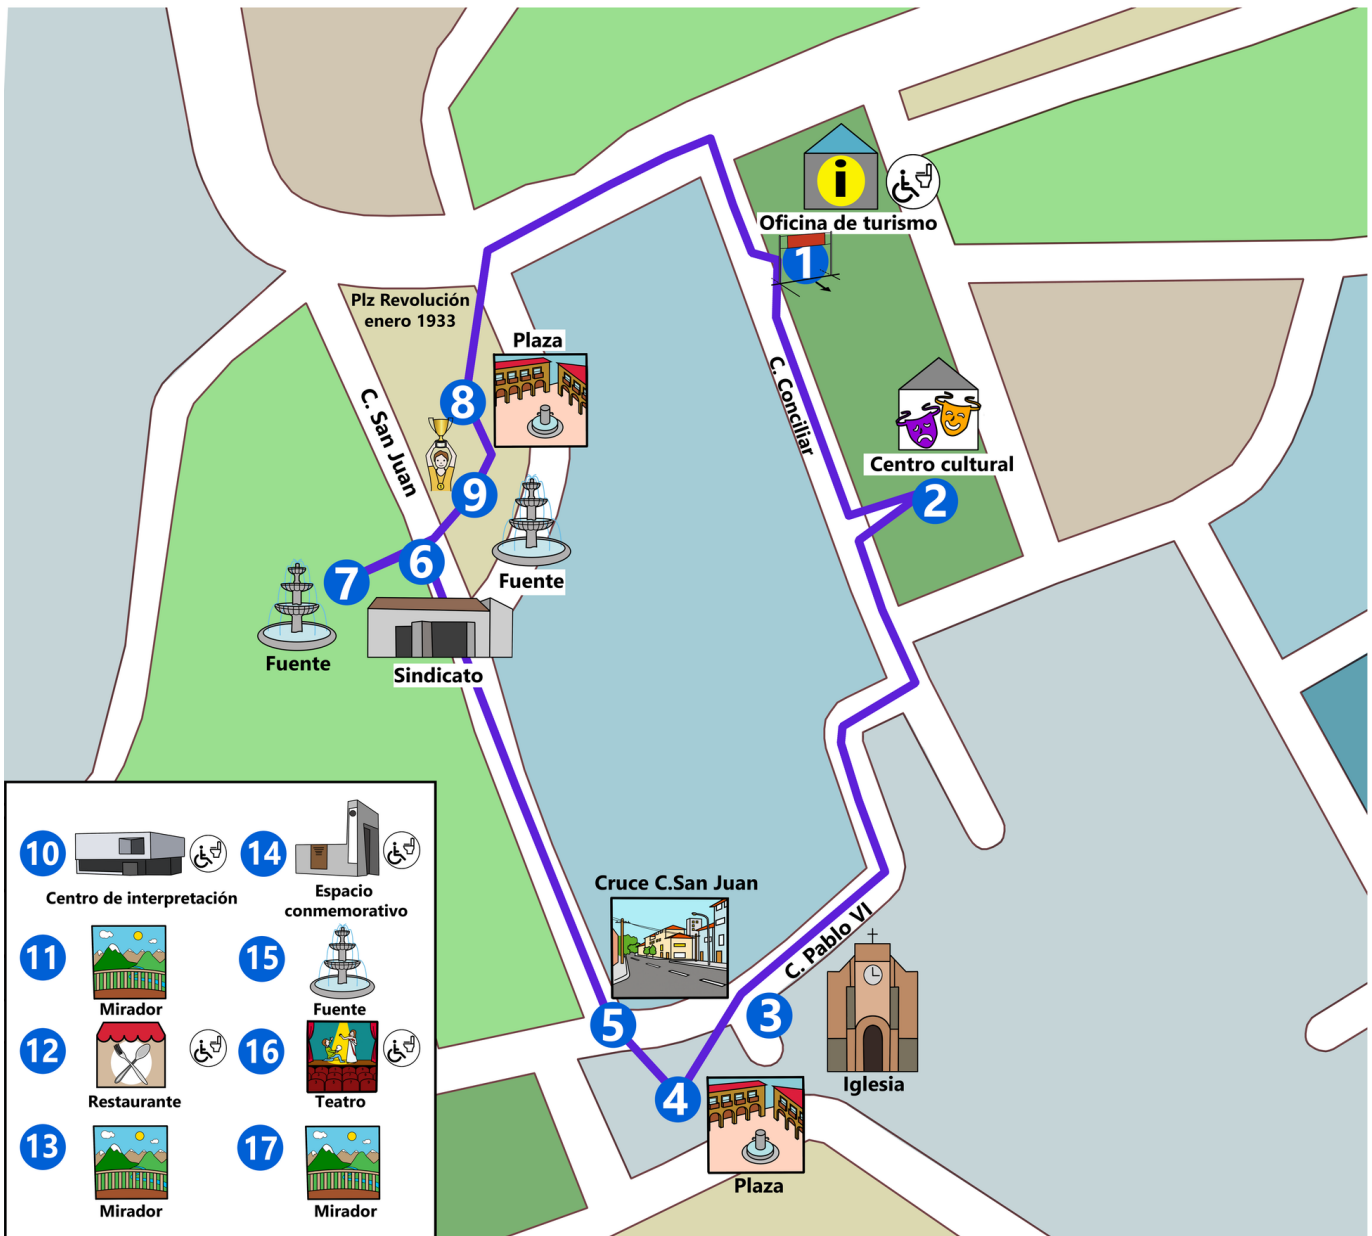 i
Oficina de turismo
1
Plz Revolución
enero 1933
Plaza
8
C. San Juan
C. Conciliar
Centro cultural
9
2
6
7
Fuente
Fuente
Sindicato
Cruce C.San Juan
C. Pablo VI
5
3
4
Iglesia
Plaza
10
Centro de interpretación
14
Espacio
conmemorativo
11
Mirador
15
Fuente
12
Restaurante
16
Teatro
13
Mirador
17
Mirador